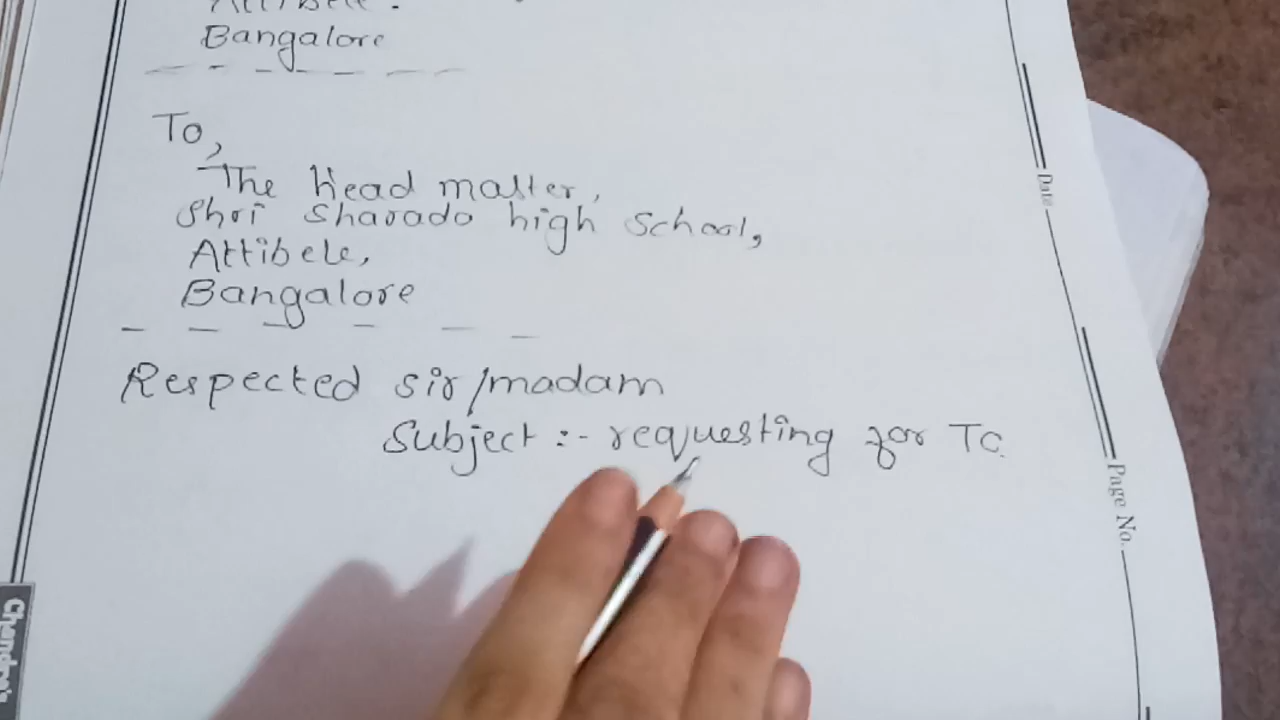 Attibele.
Bangalore
To,
The Head master,
Shri Sharada high School,
Attibele,
Bangalore
Respected sir/madam
Subject :- requesting for TC.
Date
Page No.